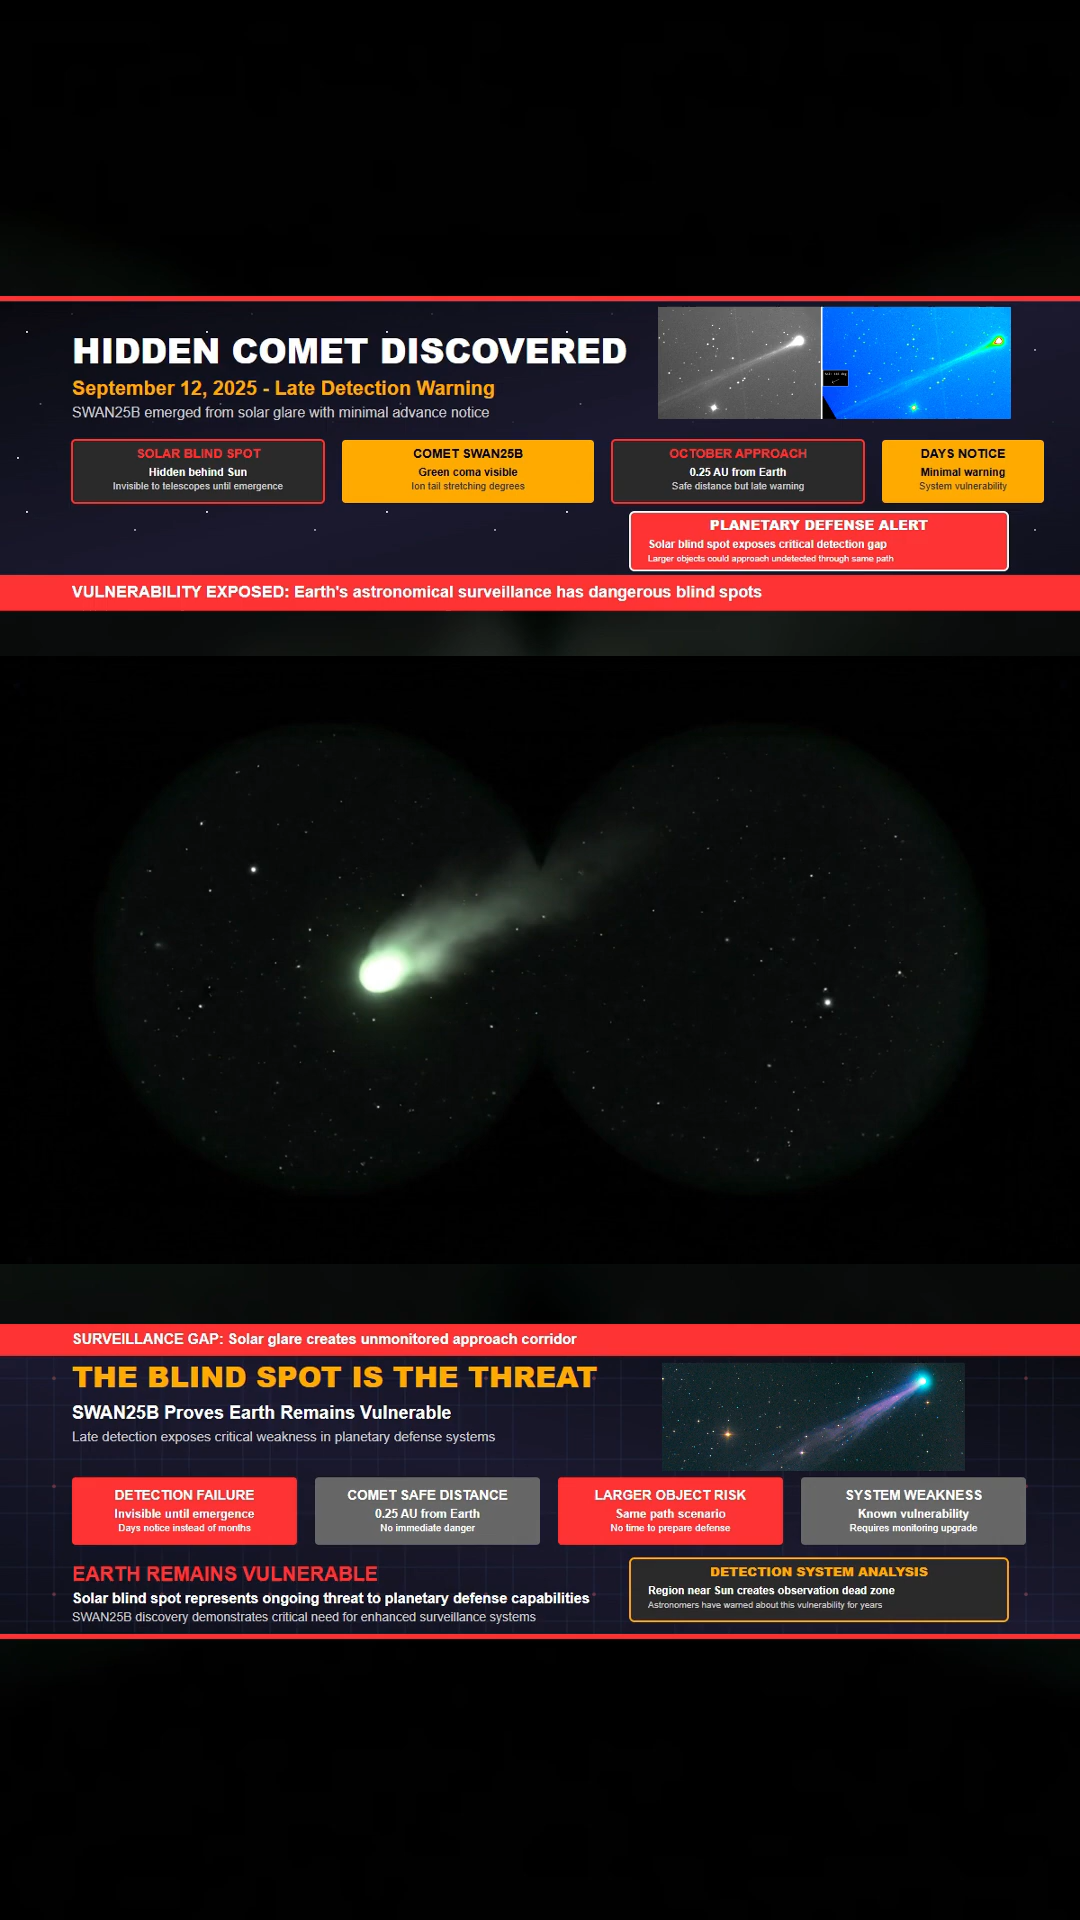 HIDDEN COMET DISCOVERED
September 12, 2025 - Late Detection Warning
SWAN25B emerged from solar glare with minimal advance notice
SOLAR BLIND SPOT
Hidden behind Sun
Invisible to telescopes until emergence
COMET SWAN25B
Green coma visible
Ion tail stretching degrees
OCTOBER APPROACH
0.25 AU from Earth
Safe distance but late warning
DAYS NOTICE
Minimal warning
System vulnerability
PLANETARY DEFENSE ALERT
Solar blind spot exposes critical detection gap
Larger objects could approach undetected through same path
VULNERABILITY EXPOSED: Earth's astronomical surveillance has dangerous blind spots
SURVEILLANCE GAP: Solar glare creates unmonitored approach corridor
THE BLIND SPOT IS THE THREAT
SWAN25B Proves Earth Remains Vulnerable
Late detection exposes critical weakness in planetary defense systems
DETECTION FAILURE
Invisible until emergence
Days notice instead of months
COMET SAFE DISTANCE
0.25 AU from Earth
No immediate danger
LARGER OBJECT RISK
Same path scenario
No time to prepare defense
SYSTEM WEAKNESS
Known vulnerability
Requires monitoring upgrade
EARTH REMAINS VULNERABLE
Solar blind spot represents ongoing threat to planetary defense capabilities
SWAN25B discovery demonstrates critical need for enhanced surveillance systems
DETECTION SYSTEM ANALYSIS
Region near Sun creates observation dead zone
Astronomers have warned about this vulnerability for years